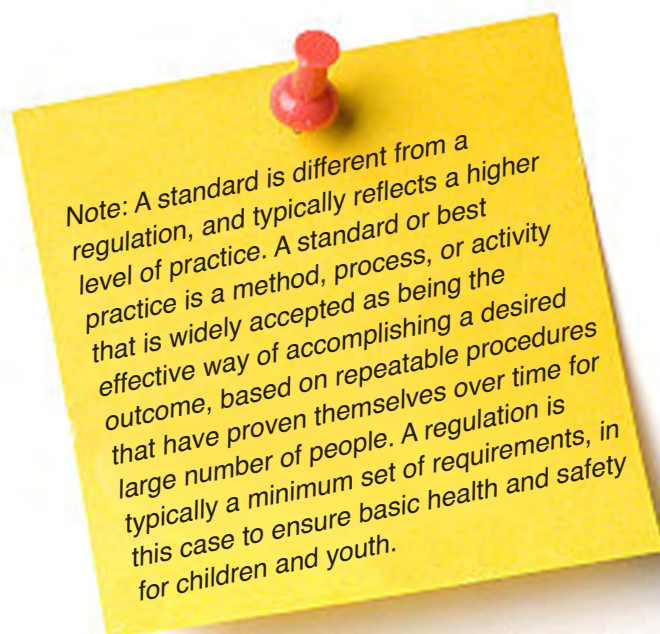 Note: A standard is different from a
regulation, and typically reflects a higher
level of practice. A standard or best
practice is a method, process, or activity
that is widely accepted as being the
effective way of accomplishing a desired
outcome, based on repeatable procedures
that have proven themselves over time for
large number of people. A regulation is
typically a minimum set of requirements, in
this case to ensure basic health and safety
for children and youth.